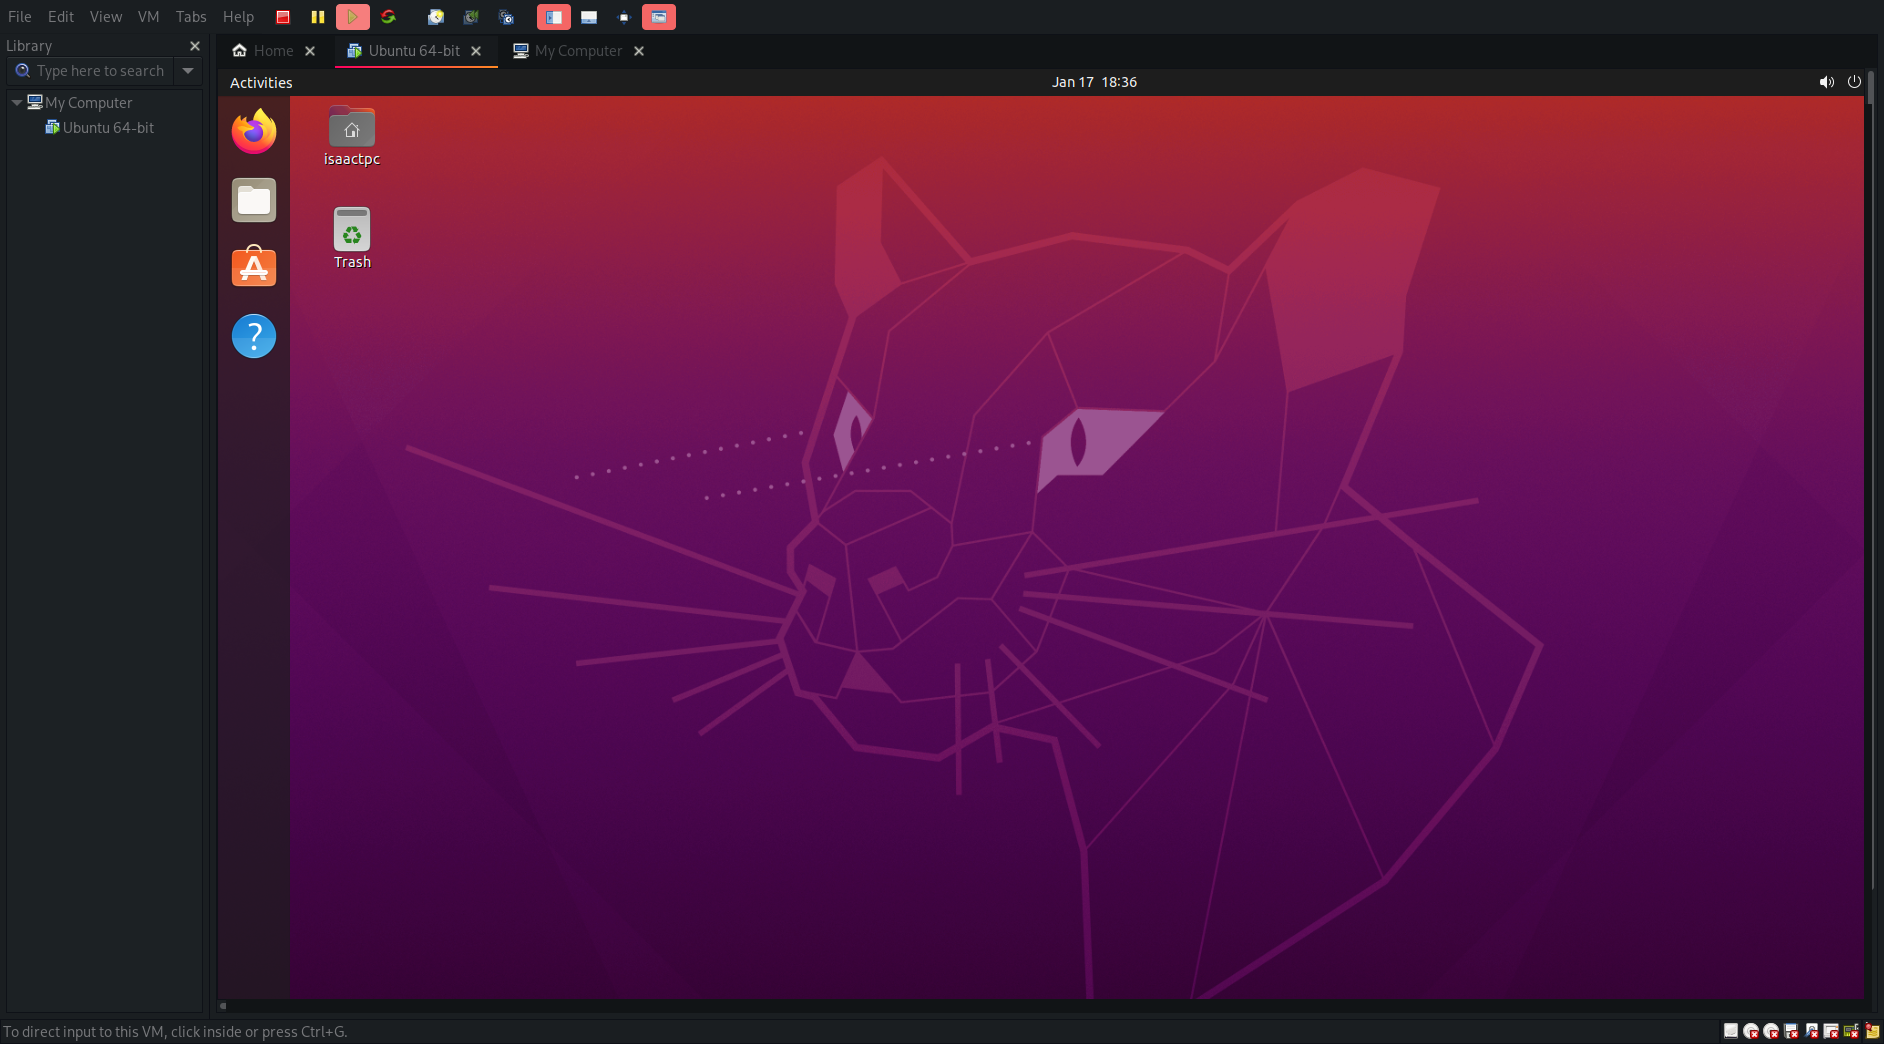 File Edit View VM Tabs Help
Library
Type here to search
My Computer
Ubuntu 64-bit
Home
Ubuntu 64-bit
My Computer
Activities
Jan 17 18:36
isaactpc
Trash
To direct input to this VM, click inside or press Ctrl+G.